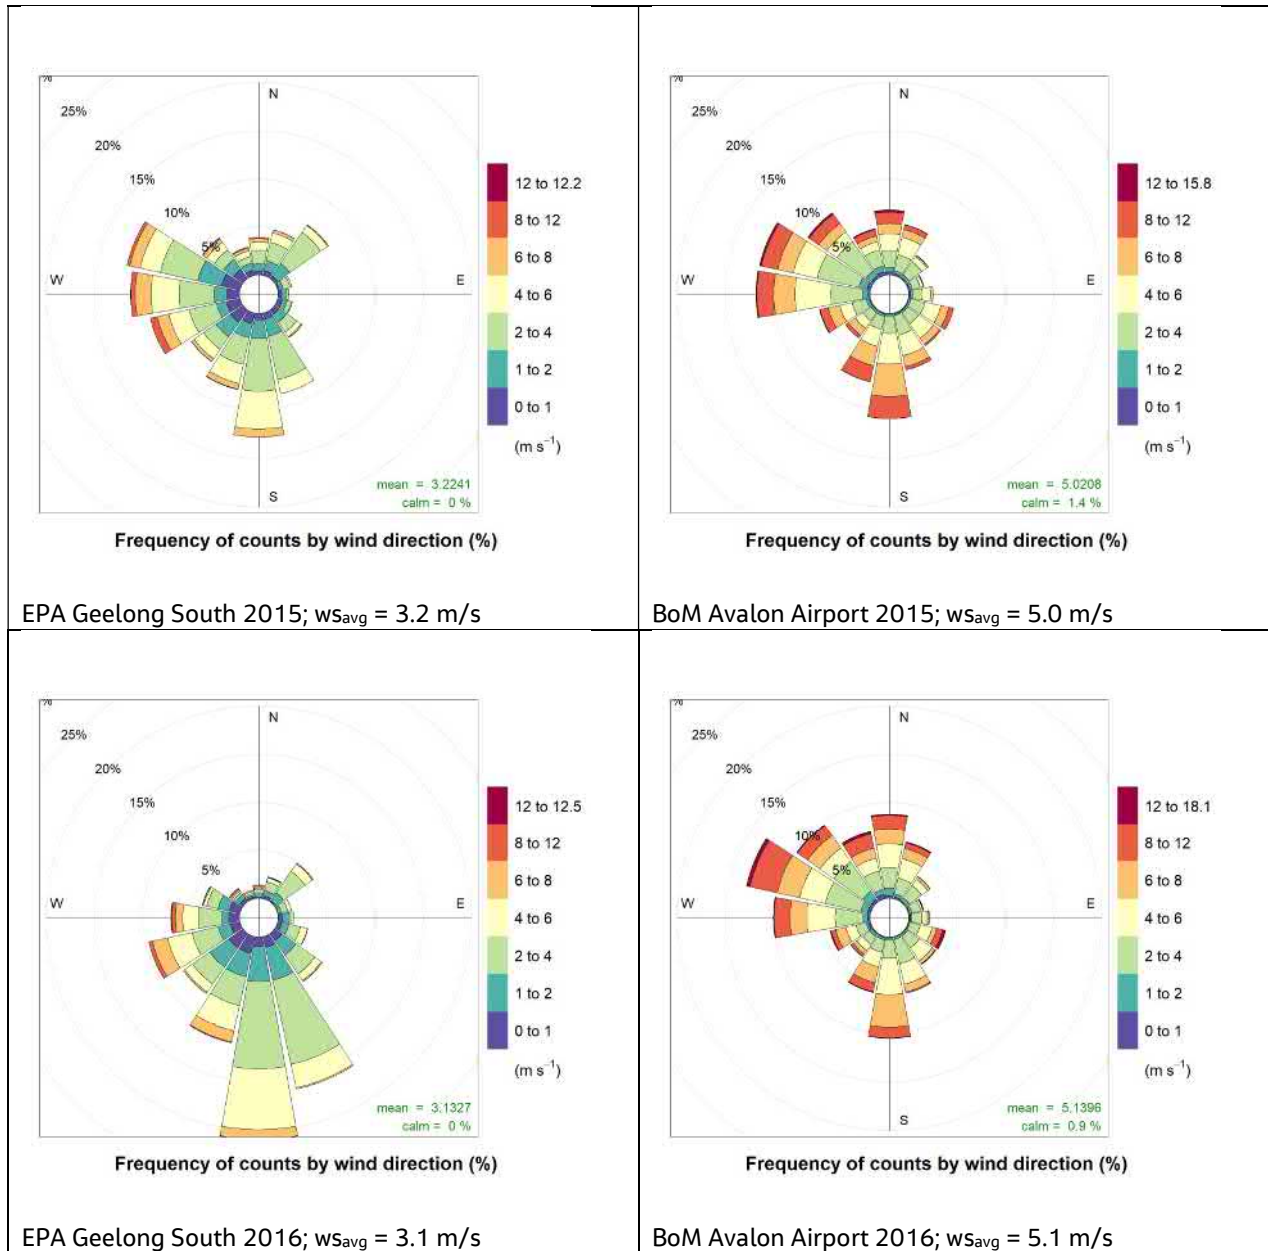 %
25%
20%
15%
10%
5%
N
W
E
S
12 to 12.2
8 to 12
6 to 8
4 to 6
2 to 4
1 to 2
0 to 1
(m s⁻¹)
mean = 3.2241
calm = 0 %
Frequency of counts by wind direction (%)
EPA Geelong South 2015; wsavg = 3.2 m/s
25%
20%
15%
10%
5%
N
W
E
S
12 to 15.8
8 to 12
6 to 8
4 to 6
2 to 4
1 to 2
0 to 1
(m s⁻¹)
mean = 5.0208
calm = 1.4 %
Frequency of counts by wind direction (%)
BoM Avalon Airport 2015; wsavg = 5.0 m/s
%
25%
20%
15%
10%
5%
N
W
E
12 to 12.5
8 to 12
6 to 8
4 to 6
2 to 4
1 to 2
0 to 1
(m s⁻¹)
mean = 3.1327
calm = 0 %
Frequency of counts by wind direction (%)
EPA Geelong South 2016; wsavg = 3.1 m/s
%
25%
20%
15%
10%
5%
N
W
E
S
12 to 18.1
8 to 12
6 to 8
4 to 6
2 to 4
1 to 2
0 to 1
(m s⁻¹)
mean = 5.1396
calm = 0.9 %
Frequency of counts by wind direction (%)
BoM Avalon Airport 2016; wsavg = 5.1 m/s